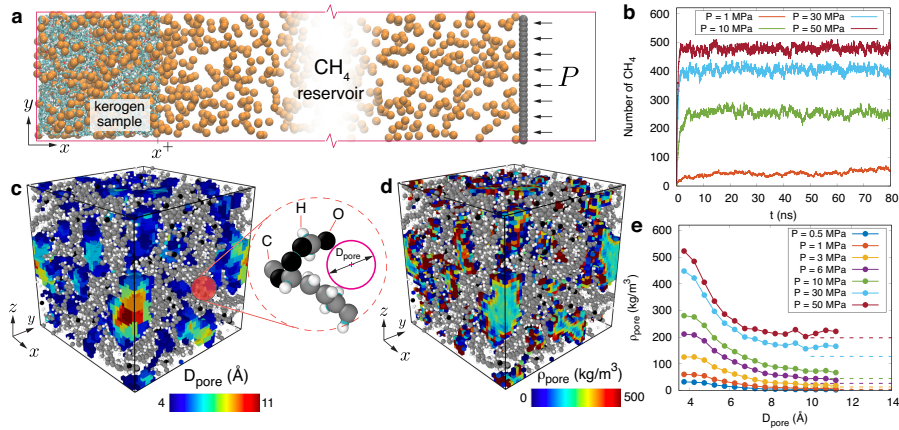 a
kerogen
sample
CH4
reservoir
P
y
x
x+
b
P = 1 MPa
P = 30 MPa
P = 10 MPa
P = 50 MPa
Number of CH4
600
500
400
300
200
100
0
0 10 20 30 40 50 60 70 80
t (ns)
c
H
O
C
Dpore
z
y
x
Dpore (Å)
4
11
d
z
y
x
ρpore (kg/m3)
0
500
e
P = 0.5 MPa
P = 1 MPa
P = 3 MPa
P = 6 MPa
P = 10 MPa
P = 30 MPa
P = 50 MPa
ρpore (kg/m3)
600
500
400
300
200
100
0
4 6 8 10 12 14
Dpore (Å)